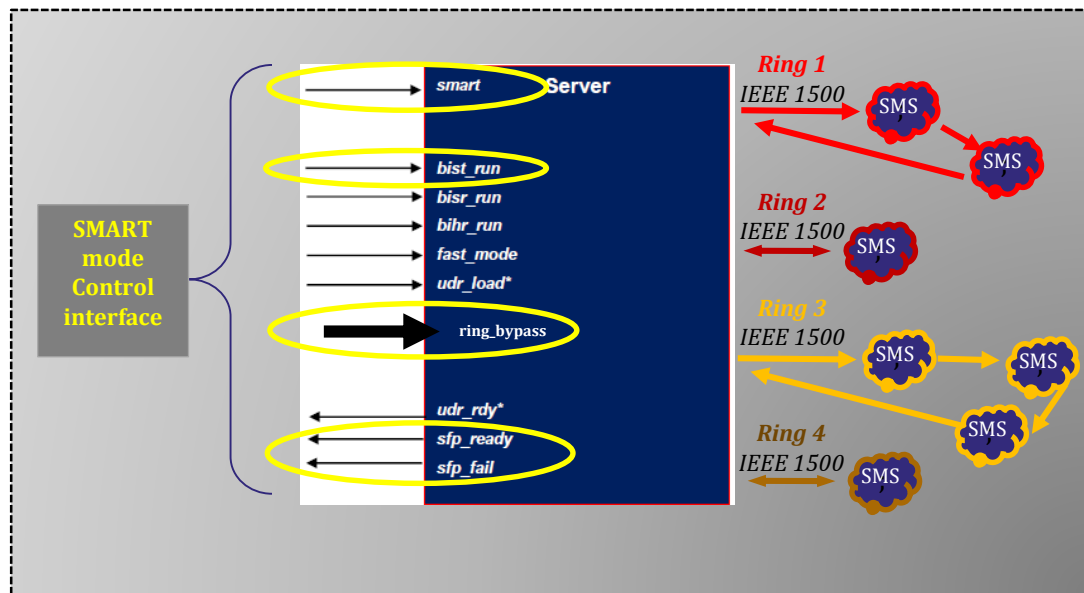 SMART
mode
Control
interface
smart
Server
bist_run
bisr_run
bihr_run
fast_mode
udr_load*
ring_bypass
udr_rdy*
sfp_ready
sfp_fail
Ring 1
IEEE 1500
SMS
,
SMS
,
Ring 2
IEEE 1500
SMS
,
Ring 3
IEEE 1500
SMS
,
SMS
,
SMS
,
Ring 4
IEEE 1500
SMS
,